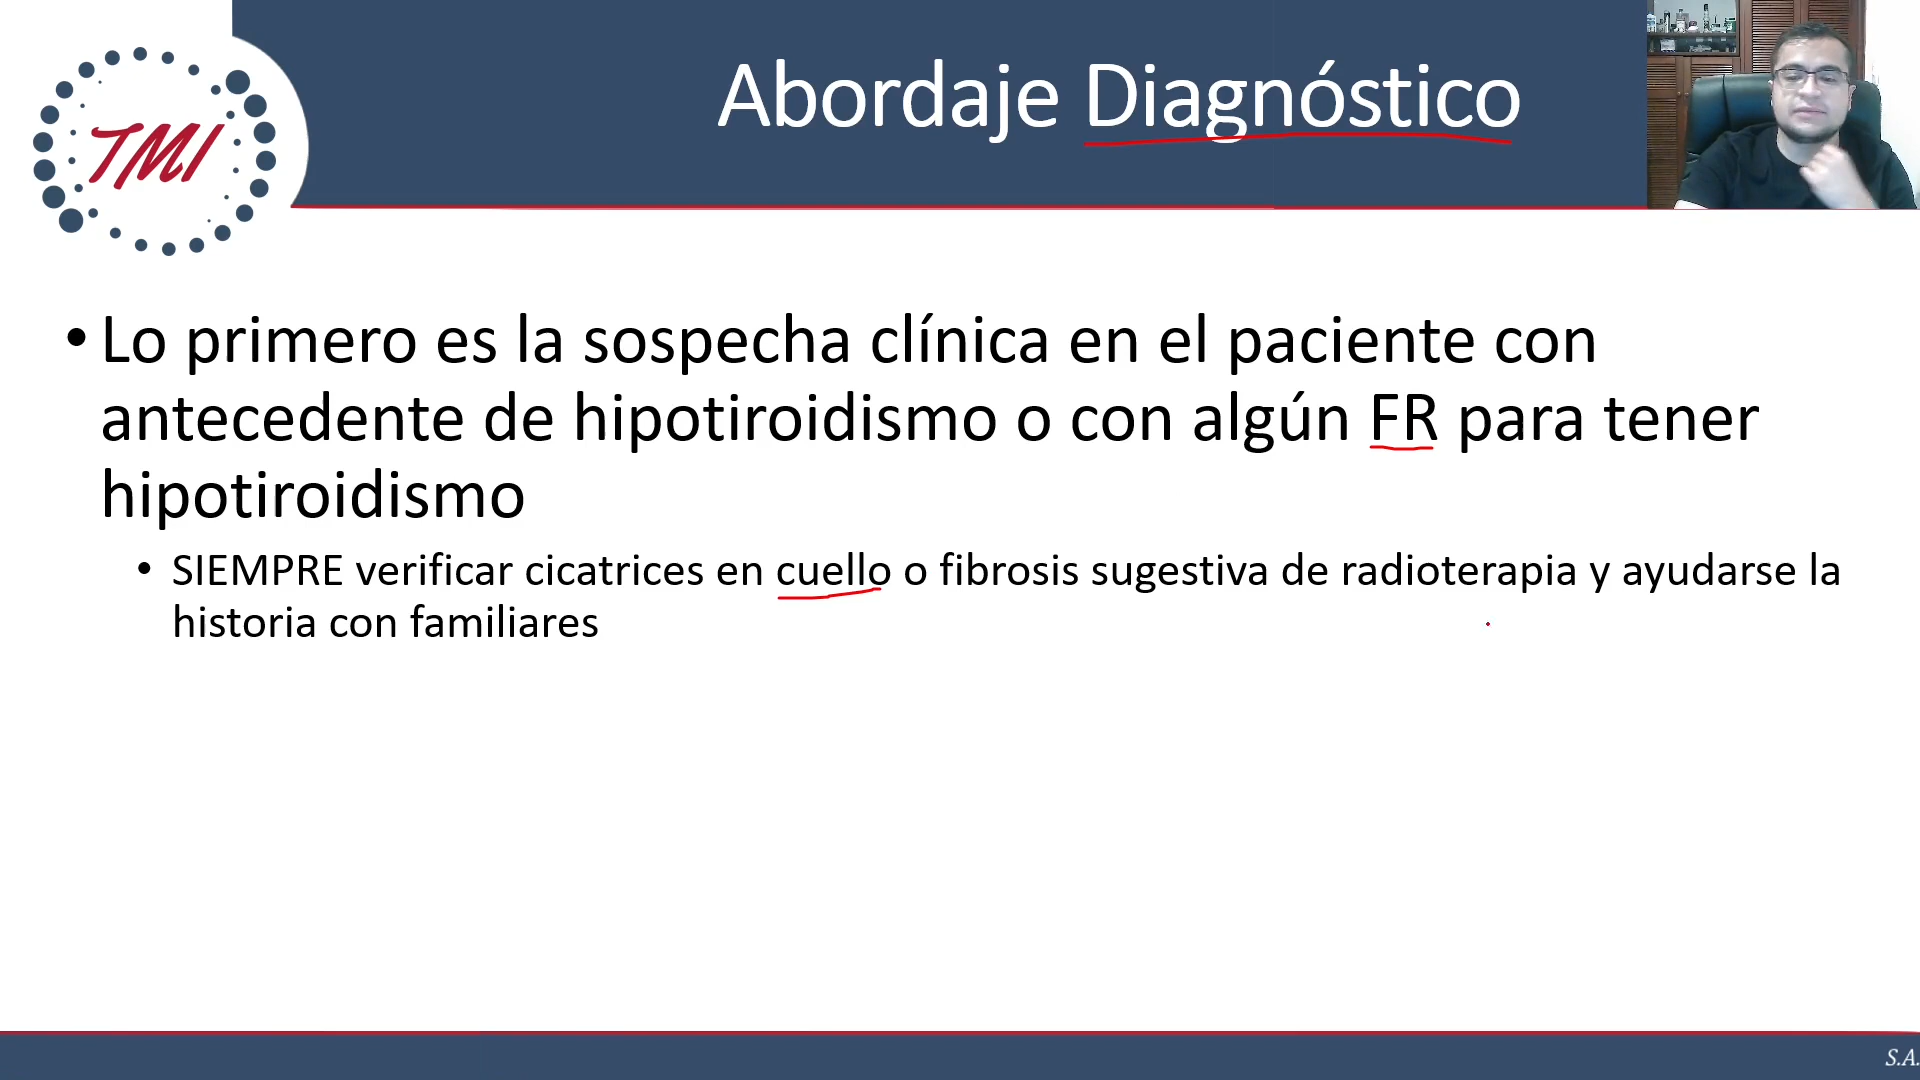 TMI
Abordaje Diagnóstico
• Lo primero es la sospecha clínica en el paciente con
antecedente de hipotiroidismo o con algún FR para tener
hipotiroidismo
• SIEMPRE verificar cicatrices en cuello o fibrosis sugestiva de radioterapia y ayudarse la
historia con familiares
S.A.